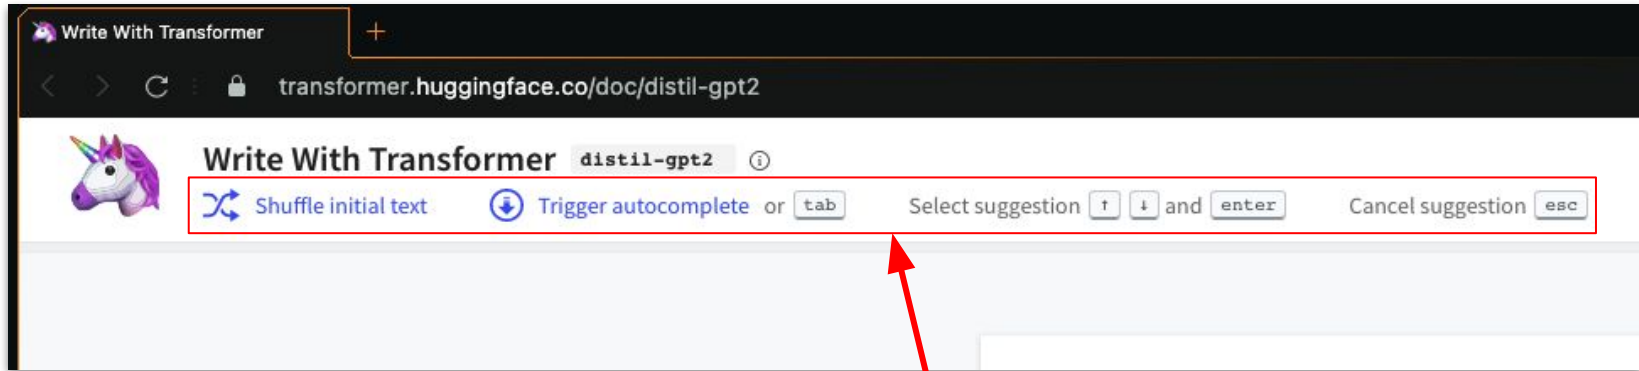 Write With Transformer
transformer.huggingface.co/doc/distil-gpt2
Write With Transformer distil-gpt2
Shuffle initial text Trigger autocomplete or tab Select suggestion ↑ ↓ and enter Cancel suggestion esc